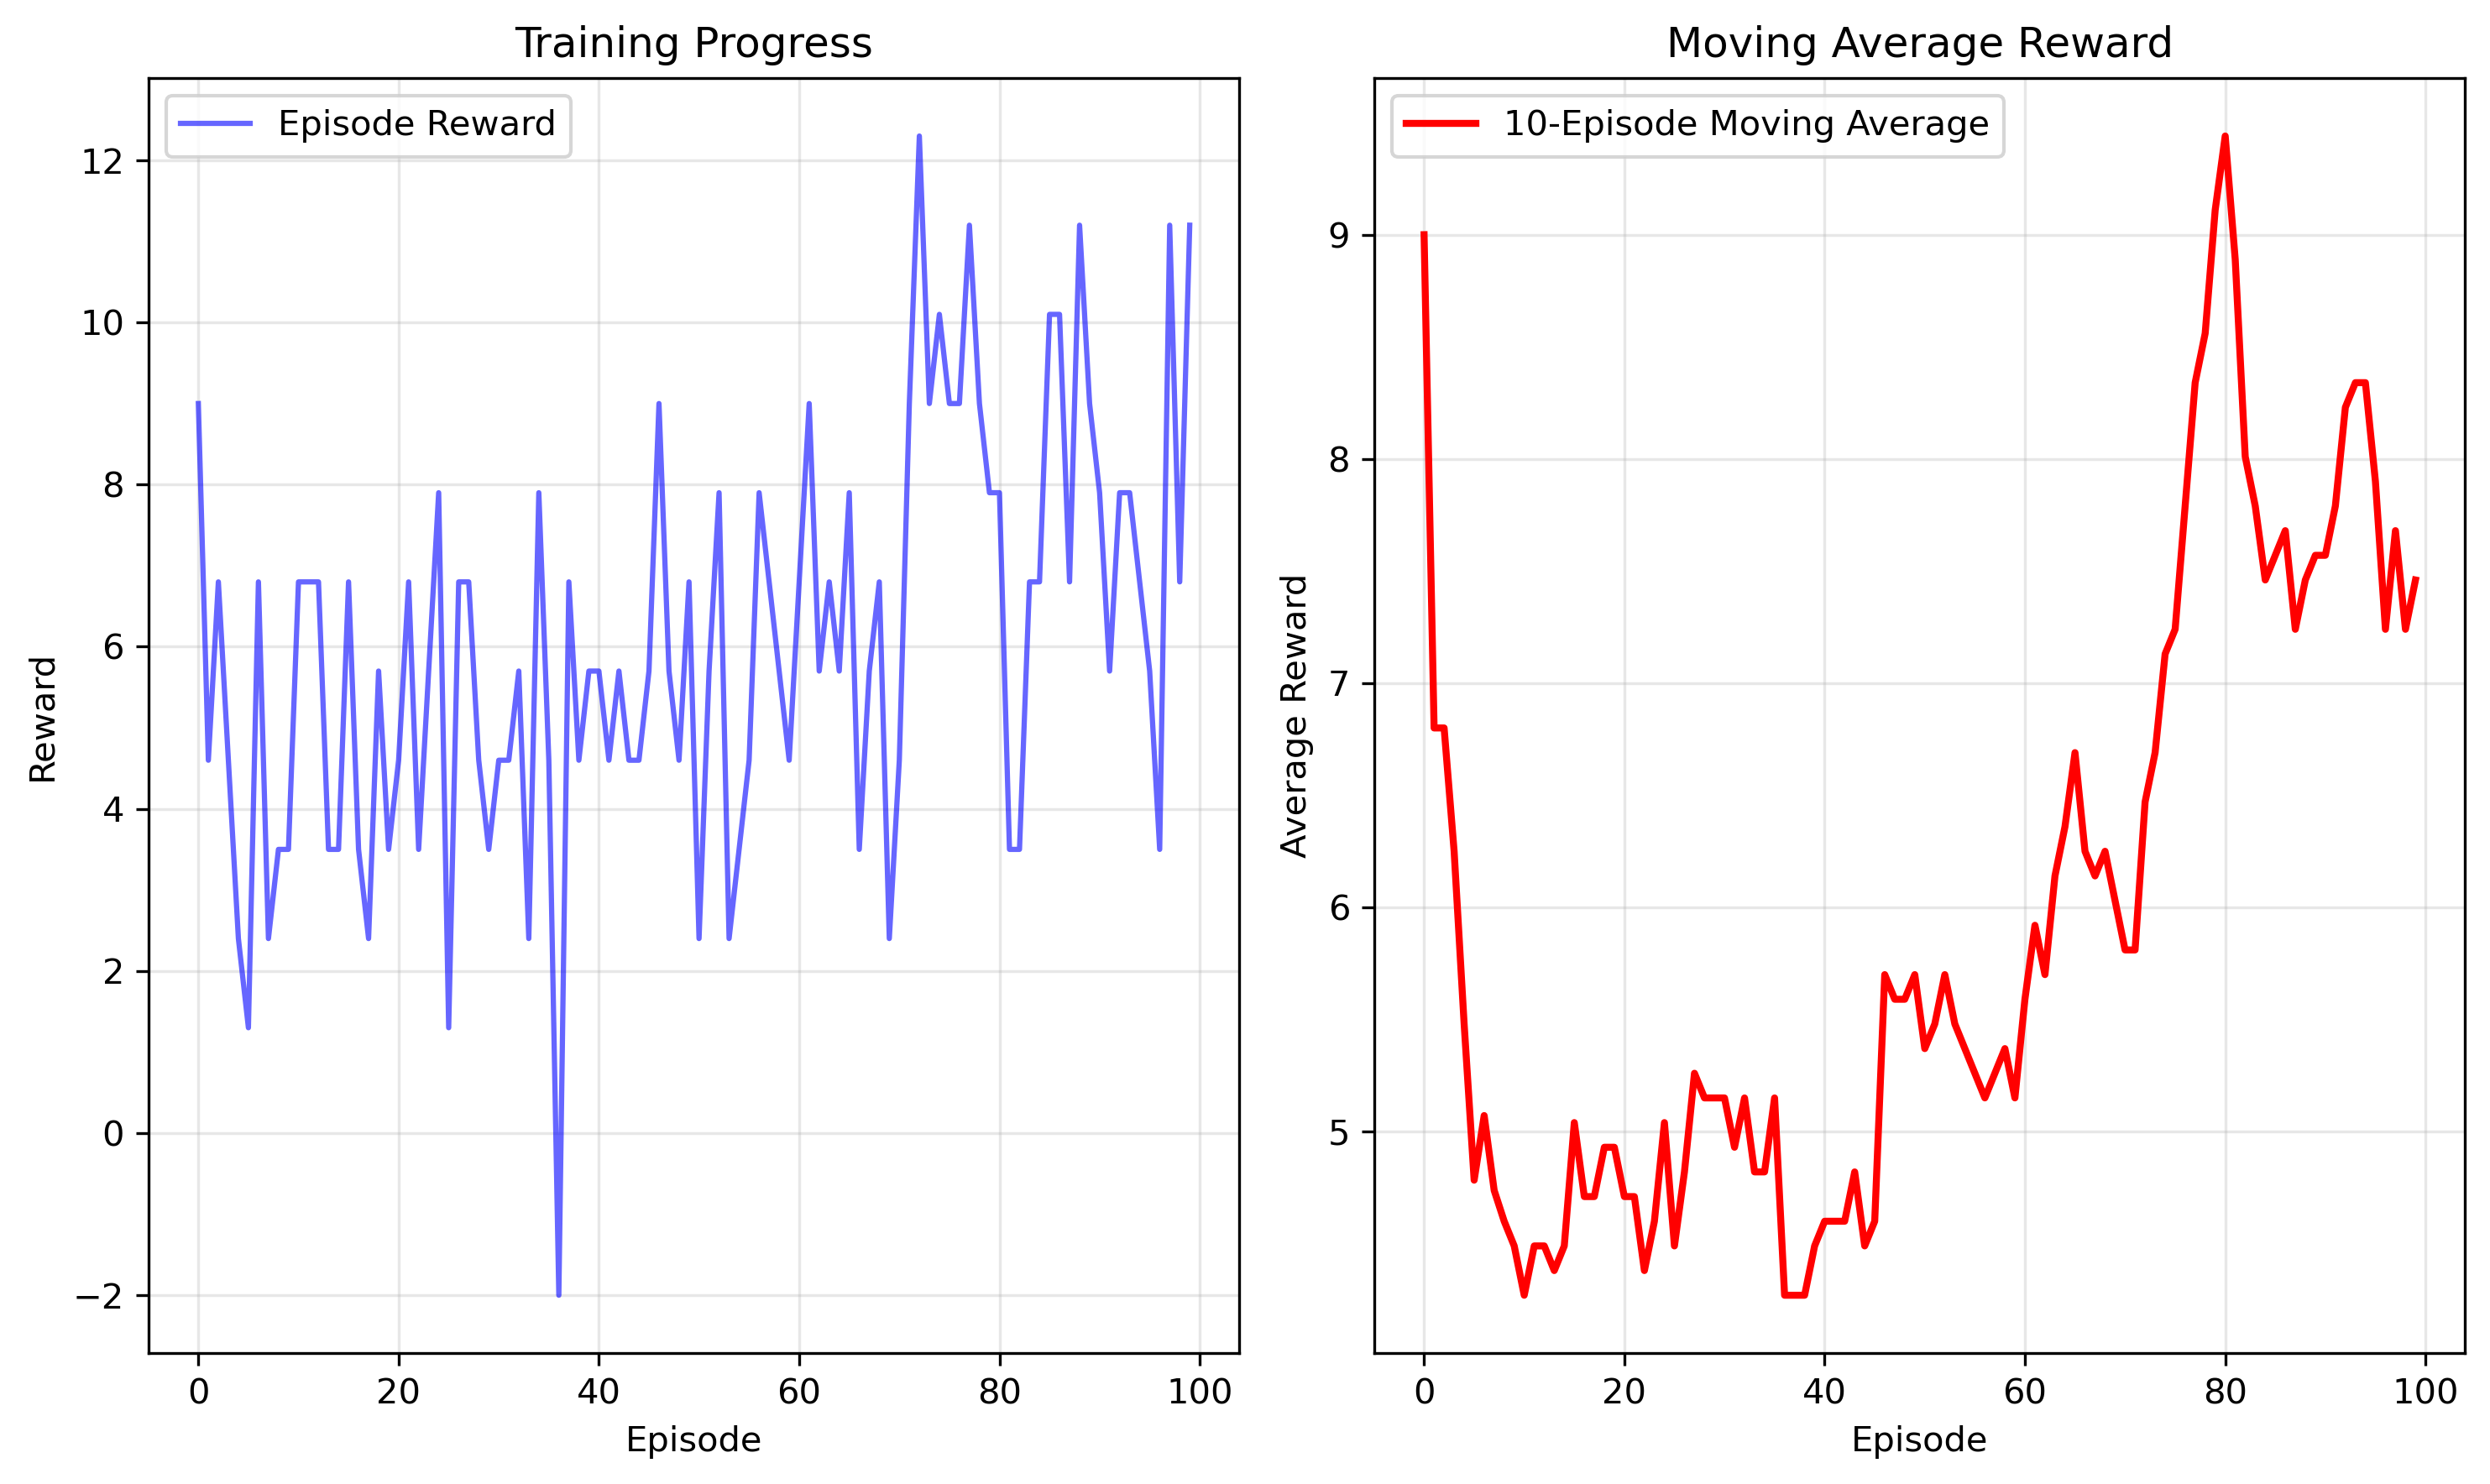 Training Progress
Episode Reward
12
10
8
6
4
2
0
−2
Reward
0 20 40 60 80 100
Episode
Moving Average Reward
10-Episode Moving Average
9
8
7
6
5
Average Reward
0 20 40 60 80 100
Episode